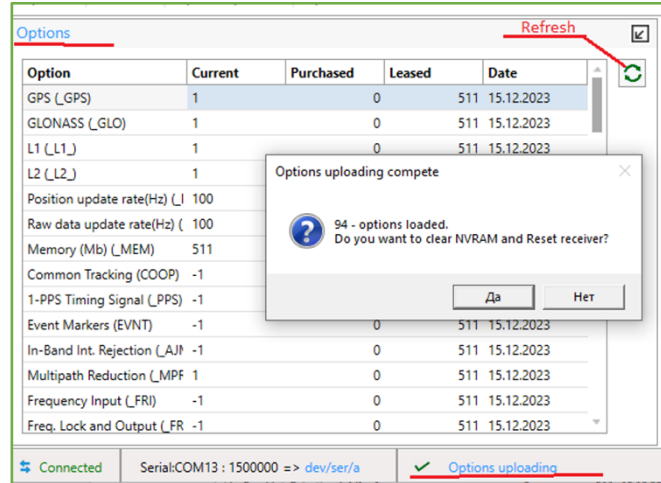 Refresh
Options
Option Current Purchased Leased Date
GPS (_GPS) 1 0 511 15.12.2023
GLONASS (_GLO) 1 0 511 15.12.2023
L1 (_L1_) 1 0 511 15.12.2023
L2 (_L2_) 1
Position update rate(Hz) (_I 100
Raw data update rate(Hz) ( 100
Memory (Mb) (_MEM) 511
Common Tracking (COOP) -1
1-PPS Timing Signal (_PPS) -1
Event Markers (EVNT) -1 0 511 15.12.2023
In-Band Int. Rejection (_AJM -1 0 511 15.12.2023
Multipath Reduction (_MPF 1 0 511 15.12.2023
Frequency Input (_FRI) -1 0 511 15.12.2023
Freq. Lock and Output (_FR -1 0 511 15.12.2023
Options uploading compete
94 - options loaded.
Do you want to clear NVRAM and Reset receiver?
Да Нет
Connected Serial:COM13 : 1500000 => dev/ser/a Options uploading